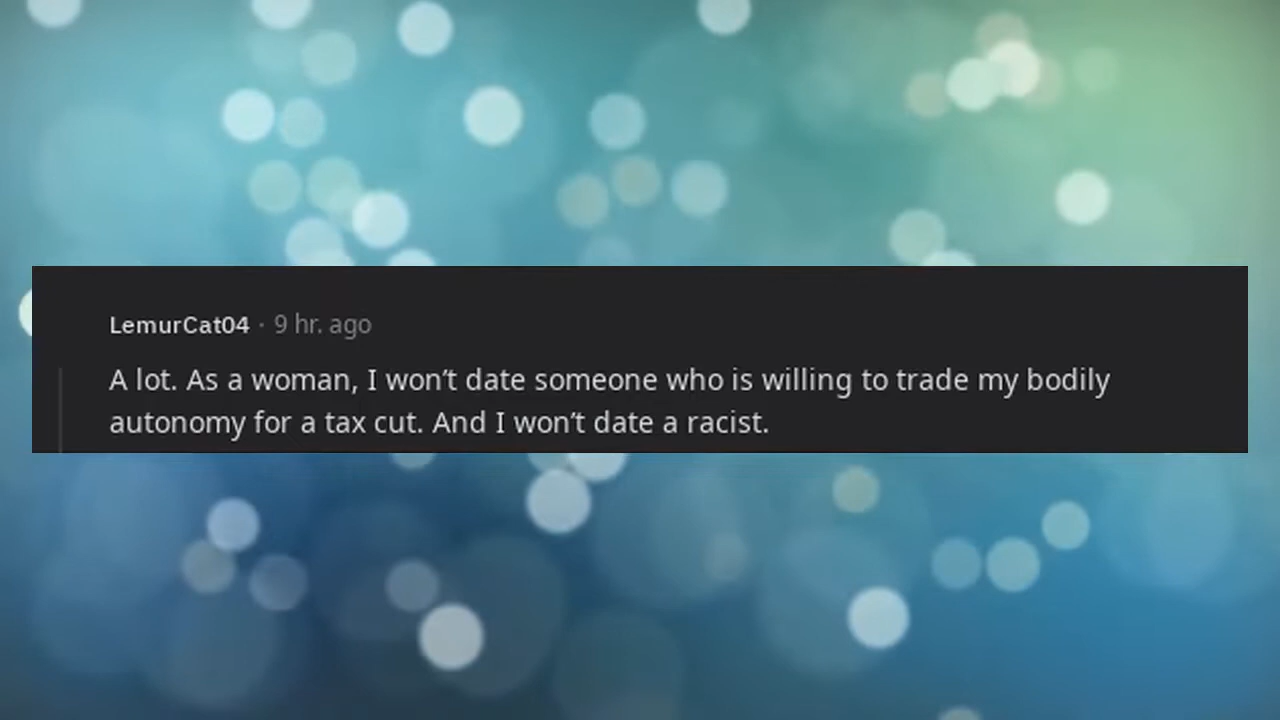 LemurCat04 · 9 hr. ago
A lot. As a woman, I won’t date someone who is willing to trade my bodily
autonomy for a tax cut. And I won’t date a racist.